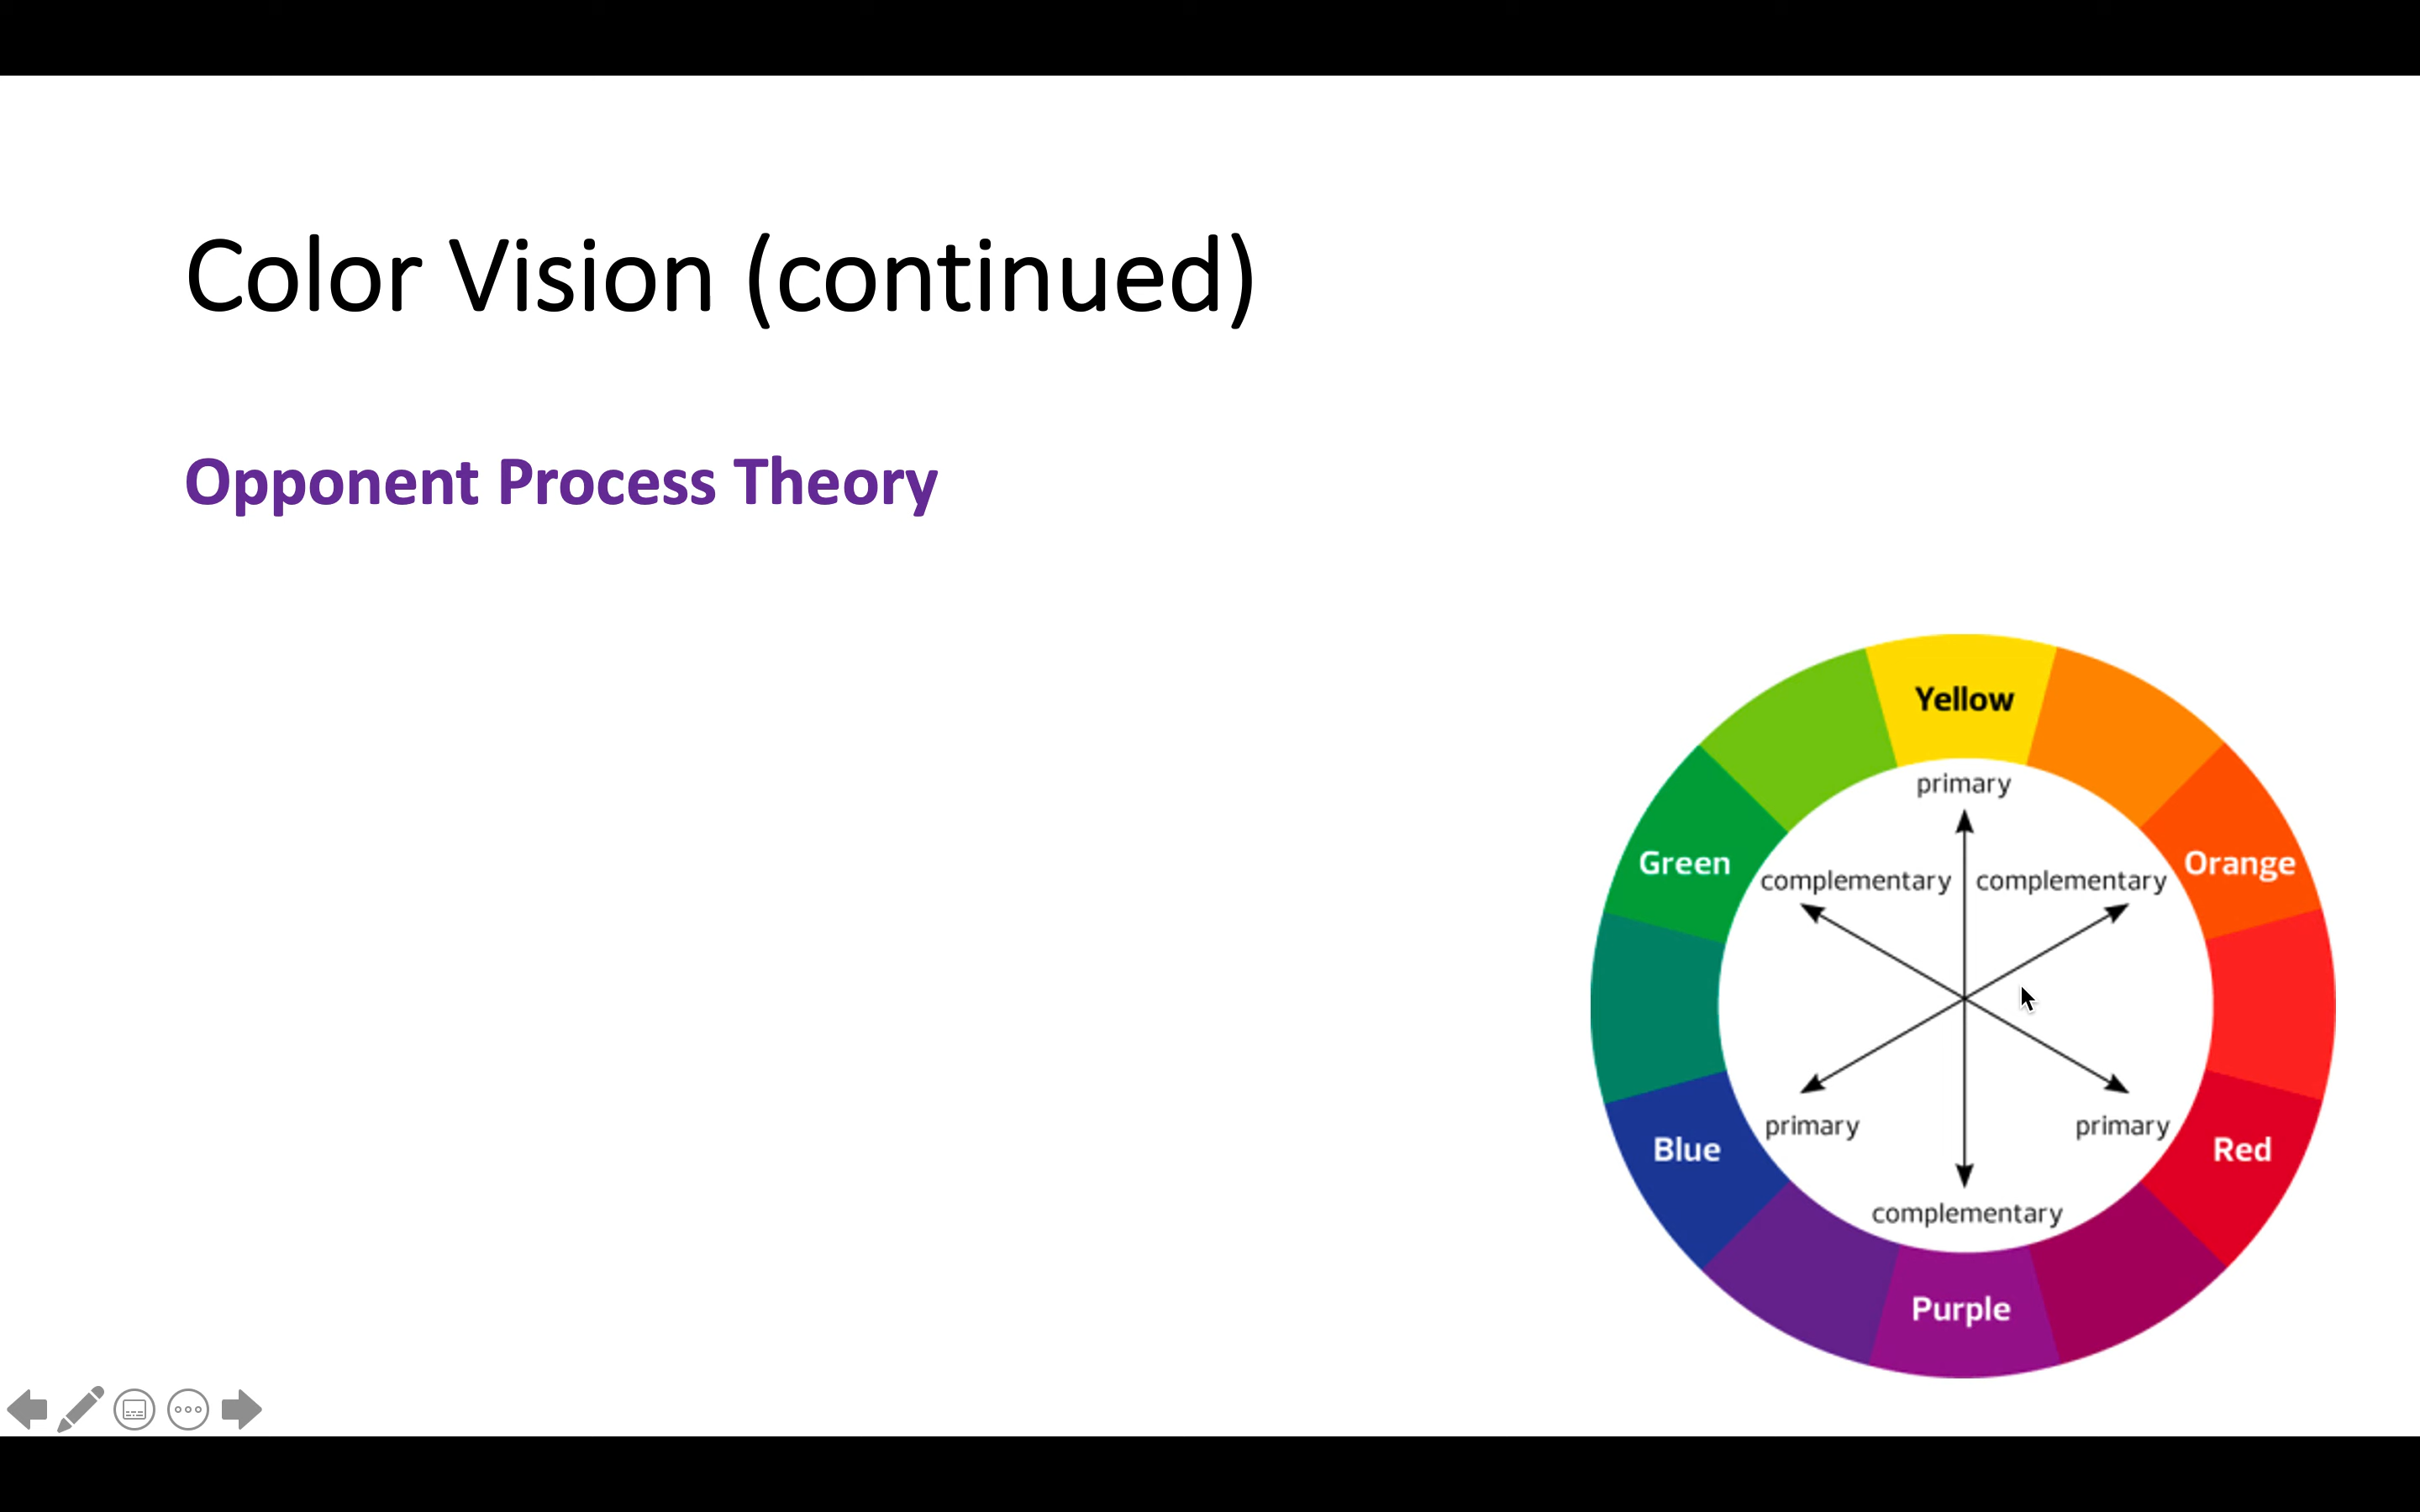 Color Vision (continued)
Opponent Process Theory
Yellow
primary
Green
Orange
complementary
complementary
primary
primary
Blue
Red
complementary
Purple